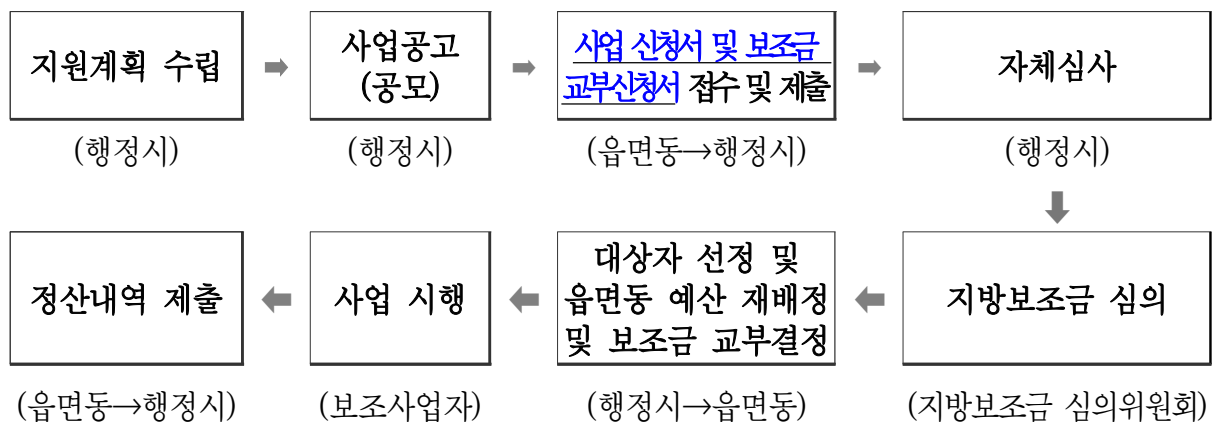 지원계획 수립
(행정시)
사업공고
(공모)
(행정시)
사업 신청서 및 보조금
교부신청서 접수 및 제출
(읍면동→행정시)
자체심사
(행정시)
지방보조금 심의
(지방보조금 심의위원회)
대상자 선정 및
읍면동 예산 재배정
및 보조금 교부결정
(행정시→읍면동)
사업 시행
(보조사업자)
정산내역 제출
(읍면동→행정시)